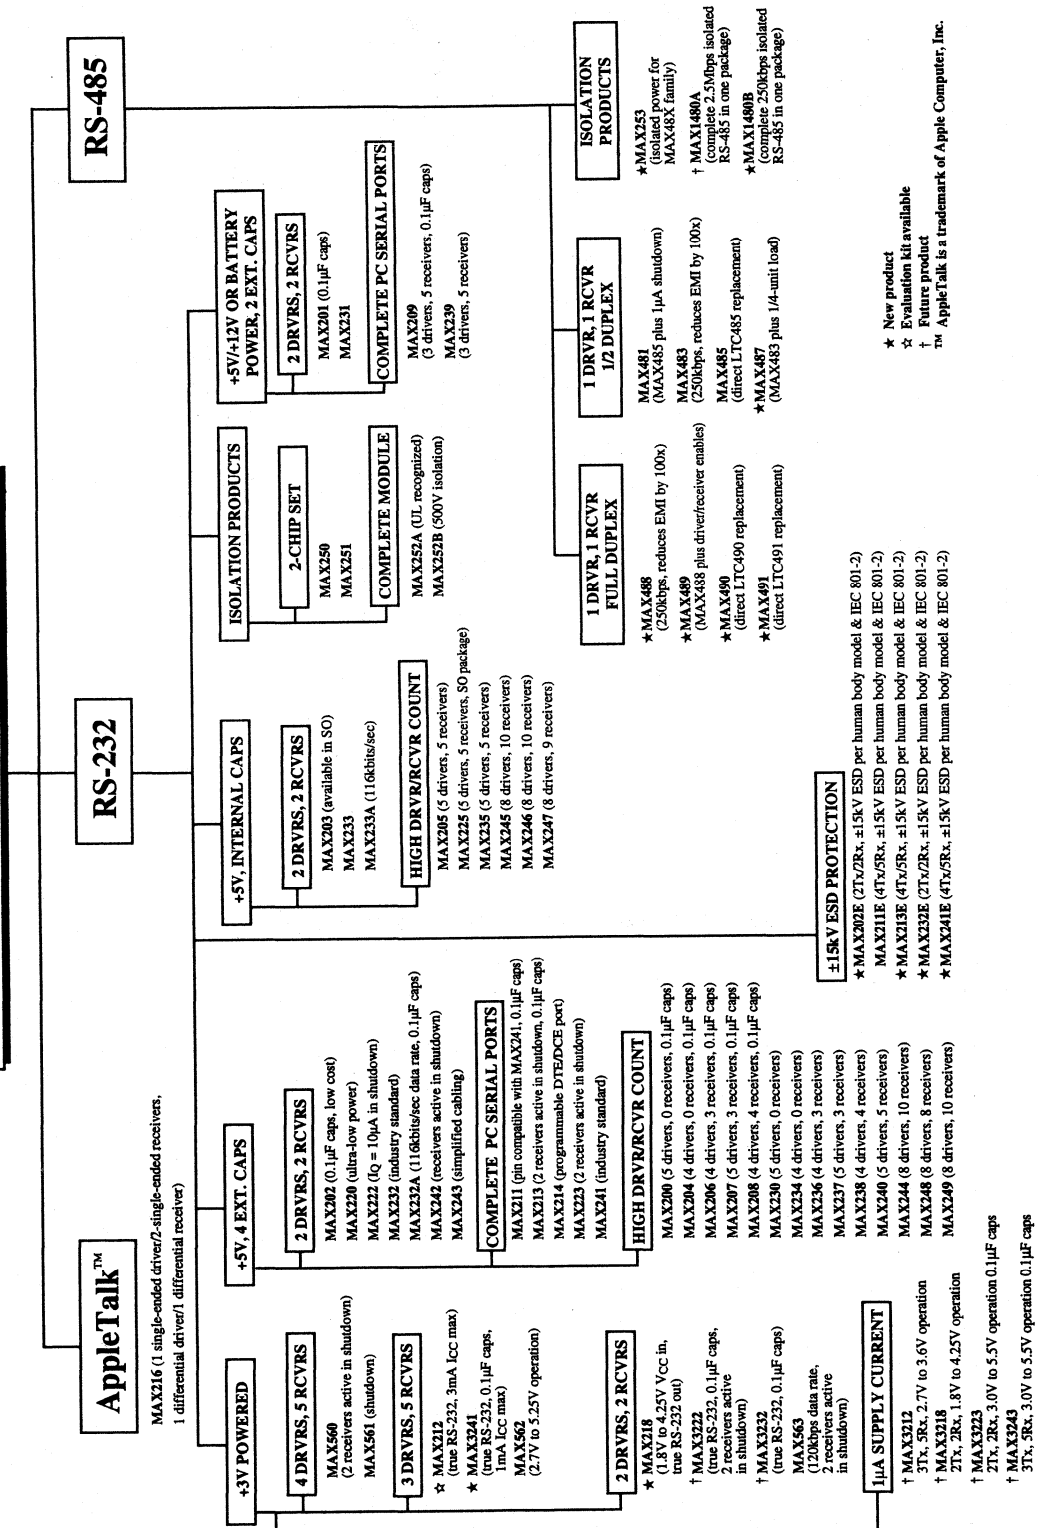 AppleTalk™
MAX216 (1 single-ended driver/2-single-ended receivers,
1 differential driver/1 differential receiver)
RS-232
RS-485
+3V POWERED
4 DRVRS, 5 RCVRS
MAX560
(2 receivers active in shutdown)
MAX561 (shutdown)
3 DRVRS, 5 RCVRS
☆ MAX212
(true RS-232, 3mA ICC max)
★ MAX3241
(true RS-232, 0.1µF caps,
1mA ICC max)
MAX562
(2.7V to 5.25V operation)
2 DRVRS, 2 RCVRS
★ MAX218
(1.8V to 4.25V VCC in,
true RS-232 out)
† MAX3222
(true RS-232, 0.1µF caps,
2 receivers active
in shutdown)
† MAX3232
(true RS-232, 0.1µF caps)
MAX563
(120kbps data rate,
2 receivers active
in shutdown)
1µA SUPPLY CURRENT
† MAX3212
3Tx, 5Rx, 2.7V to 3.6V operation
† MAX3218
2Tx, 2Rx, 1.8V to 4.25V operation
† MAX3223
2Tx, 2Rx, 3.0V to 5.5V operation 0.1µF caps
† MAX3243
3Tx, 5Rx, 3.0V to 5.5V operation 0.1µF caps
+5V, 4 EXT. CAPS
2 DRVRS, 2 RCVRS
MAX202 (0.1µF caps, low cost)
MAX220 (ultra-low power)
MAX222 (IQ = 10µA in shutdown)
MAX232 (industry standard)
MAX232A (116kbits/sec data rate, 0.1µF caps)
MAX242 (receivers active in shutdown)
MAX243 (simplified cabling)
COMPLETE PC SERIAL PORTS
MAX211 (pin compatible with MAX241, 0.1µF caps)
MAX213 (2 receivers active in shutdown, 0.1µF caps)
MAX214 (programmable DTE/DCE port)
MAX223 (2 receivers active in shutdown)
MAX241 (industry standard)
HIGH DRVR/RCVR COUNT
MAX200 (5 drivers, 0 receivers, 0.1µF caps)
MAX204 (4 drivers, 0 receivers, 0.1µF caps)
MAX206 (4 drivers, 3 receivers, 0.1µF caps)
MAX207 (5 drivers, 3 receivers, 0.1µF caps)
MAX208 (4 drivers, 4 receivers, 0.1µF caps)
MAX230 (5 drivers, 0 receivers)
MAX234 (4 drivers, 0 receivers)
MAX236 (4 drivers, 3 receivers)
MAX237 (5 drivers, 3 receivers)
MAX238 (4 drivers, 4 receivers)
MAX240 (5 drivers, 5 receivers)
MAX244 (8 drivers, 10 receivers)
MAX248 (8 drivers, 8 receivers)
MAX249 (8 drivers, 10 receivers)
+5V, INTERNAL CAPS
2 DRVRS, 2 RCVRS
MAX203 (available in SO)
MAX233
MAX233A (116kbits/sec)
HIGH DRVR/RCVR COUNT
MAX205 (5 drivers, 5 receivers)
MAX225 (5 drivers, 5 receivers, SO package)
MAX235 (5 drivers, 5 receivers)
MAX245 (8 drivers, 10 receivers)
MAX246 (8 drivers, 10 receivers)
MAX247 (8 drivers, 9 receivers)
±15kV ESD PROTECTION
★ MAX202E (2Tx/2Rx, ±15kV ESD per human body model & IEC 801-2)
MAX211E (4Tx/5Rx, ±15kV ESD per human body model & IEC 801-2)
★ MAX213E (4Tx/5Rx, ±15kV ESD per human body model & IEC 801-2)
★ MAX232E (2Tx/2Rx, ±15kV ESD per human body model & IEC 801-2)
★ MAX241E (4Tx/5Rx, ±15kV ESD per human body model & IEC 801-2)
ISOLATION PRODUCTS
2-CHIP SET
MAX250
MAX251
COMPLETE MODULE
MAX252A (UL recognized)
MAX252B (500V isolation)
+5V/+12V OR BATTERY
POWER, 2 EXT. CAPS
2 DRVRS, 2 RCVRS
MAX201 (0.1µF caps)
MAX231
COMPLETE PC SERIAL PORTS
MAX209
(3 drivers, 5 receivers, 0.1µF caps)
MAX239
(3 drivers, 5 receivers)
1 DRVR, 1 RCVR
FULL DUPLEX
★ MAX488
(250kbps, reduces EMI by 100x)
★ MAX489
(MAX488 plus driver/receiver enables)
★ MAX490
(direct LTC490 replacement)
★ MAX491
(direct LTC491 replacement)
1 DRVR, 1 RCVR
1/2 DUPLEX
MAX481
(MAX485 plus 1µA shutdown)
MAX483
(250kbps, reduces EMI by 100x)
MAX485
(direct LTC485 replacement)
★ MAX487
(MAX483 plus 1/4-unit load)
ISOLATION
PRODUCTS
★ MAX253
(isolated power for
MAX48X family)
† MAX1480A
(complete 2.5Mbps isolated
RS-485 in one package)
★ MAX1480B
(complete 250kbps isolated
RS-485 in one package)
★ New product
☆ Evaluation kit available
† Future product
™ AppleTalk is a trademark of Apple Computer, Inc.